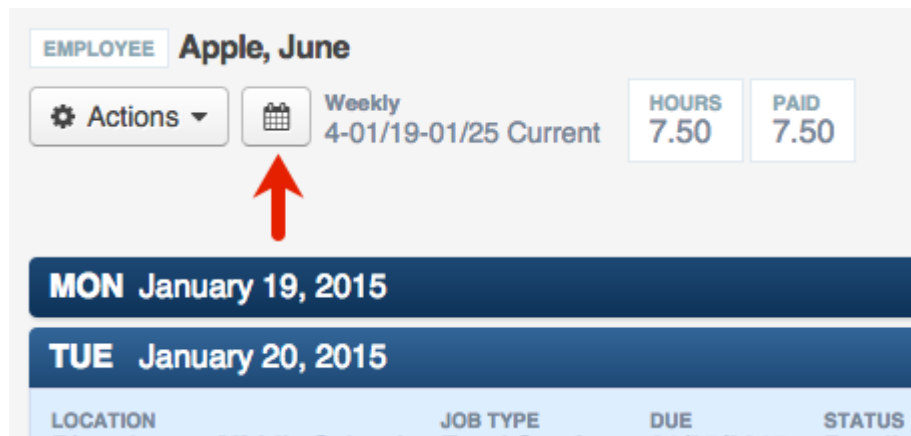 EMPLOYEE Apple, June
Actions
Weekly
4-01/19-01/25 Current
HOURS
7.50
PAID
7.50
MON January 19, 2015
TUE January 20, 2015
LOCATION JOB TYPE DUE STATUS